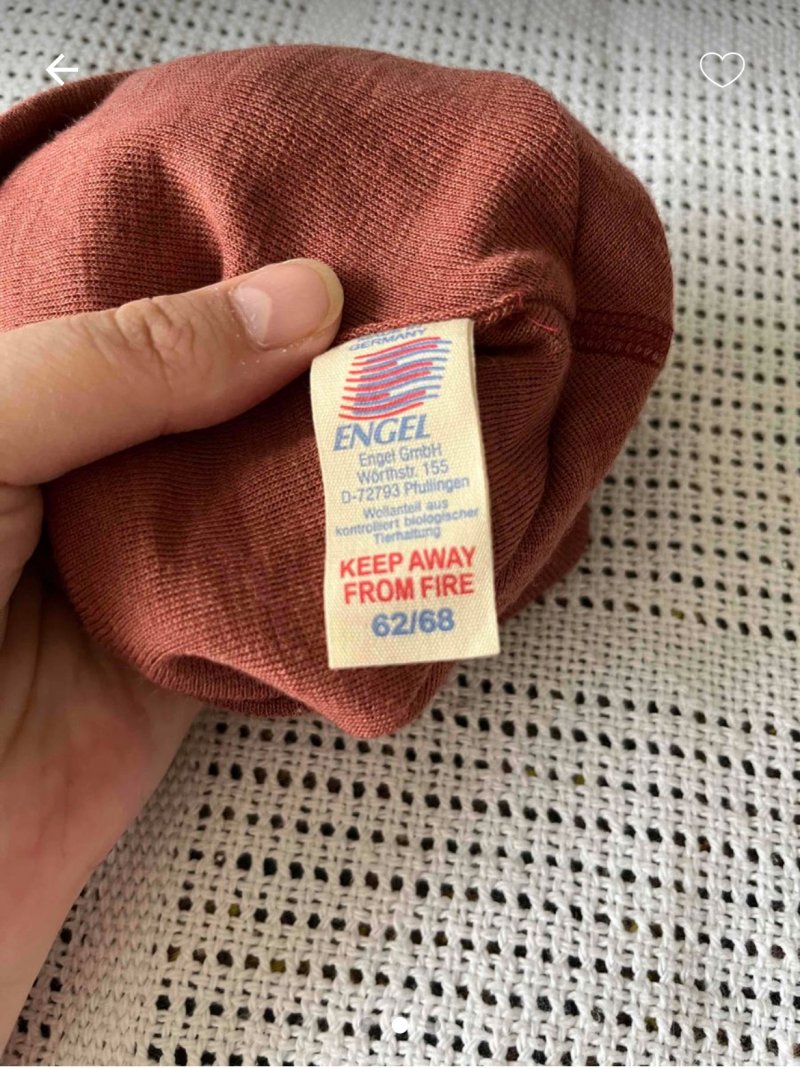 GERMANY
ENGEL
Engel GmbH
Wörthstr. 155
D-72793 Pfullingen
Wollanteil aus
kontrolliert biologischer
Tierhaltung
KEEP AWAY
FROM FIRE
62/68